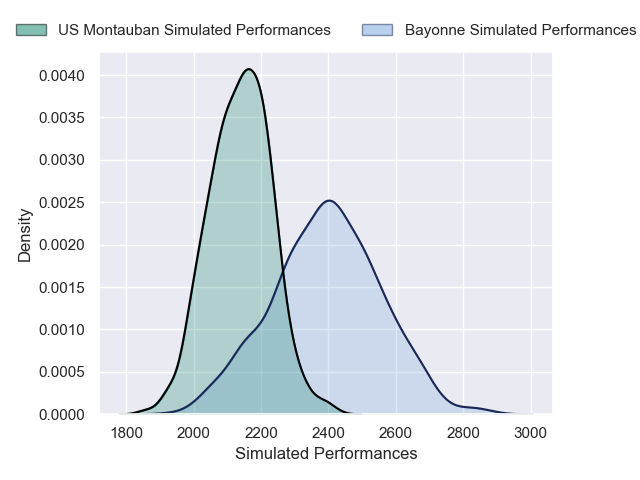 US Montauban Simulated Performances
Bayonne Simulated Performances
0.0040
0.0035
0.0030
0.0025
0.0020
0.0015
0.0010
0.0005
0.0000
Density
1800 2000 2200 2400 2600 2800 3000
Simulated Performances